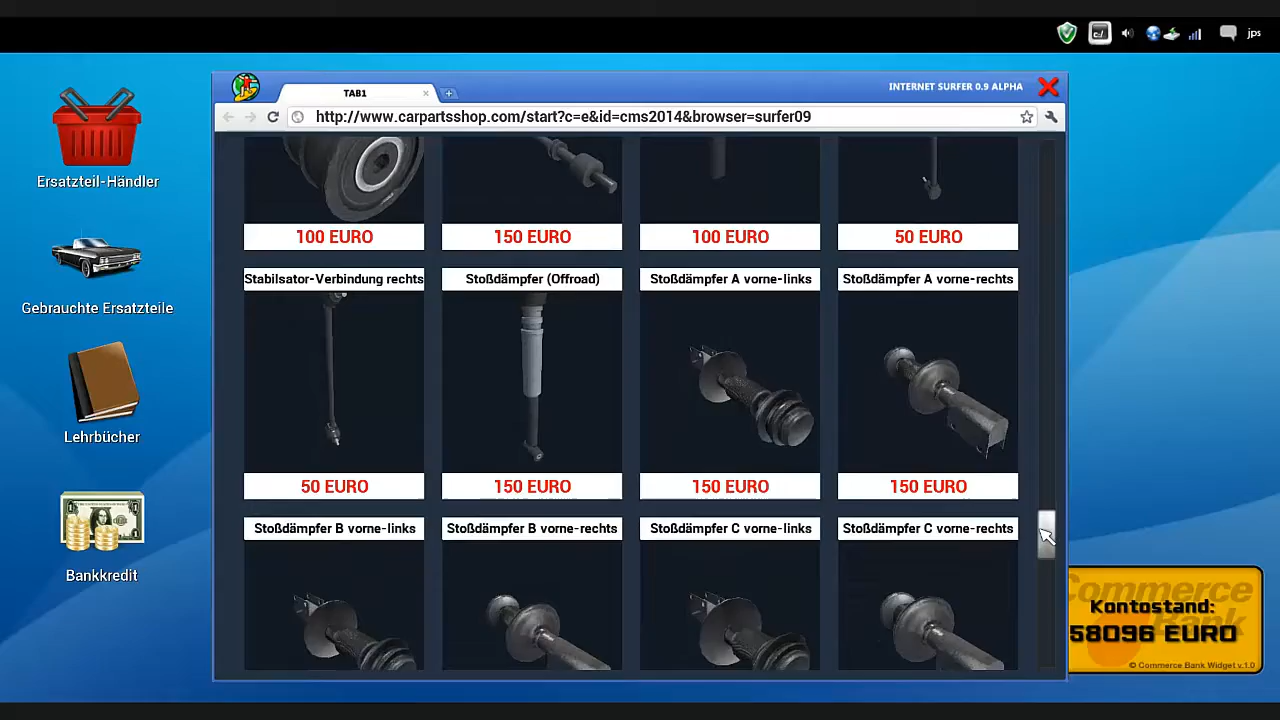 jps
TAB1
INTERNET SURFER 0.9 ALPHA
http://www.carpartsshop.com/start?c=e&id=cms2014&browser=surfer09
Ersatzteil-Händler
Gebrauchte Ersatzteile
Lehrbücher
Bankkredit
100 EURO
150 EURO
100 EURO
50 EURO
Stabilsator-Verbindung rechts
Stoßdämpfer (Offroad)
Stoßdämpfer A vorne-links
Stoßdämpfer A vorne-rechts
50 EURO
150 EURO
150 EURO
150 EURO
Stoßdämpfer B vorne-links
Stoßdämpfer B vorne-rechts
Stoßdämpfer C vorne-links
Stoßdämpfer C vorne-rechts
Commerce
Bank
Kontostand:
58096 EURO
© Commerce Bank Widget v.1.0